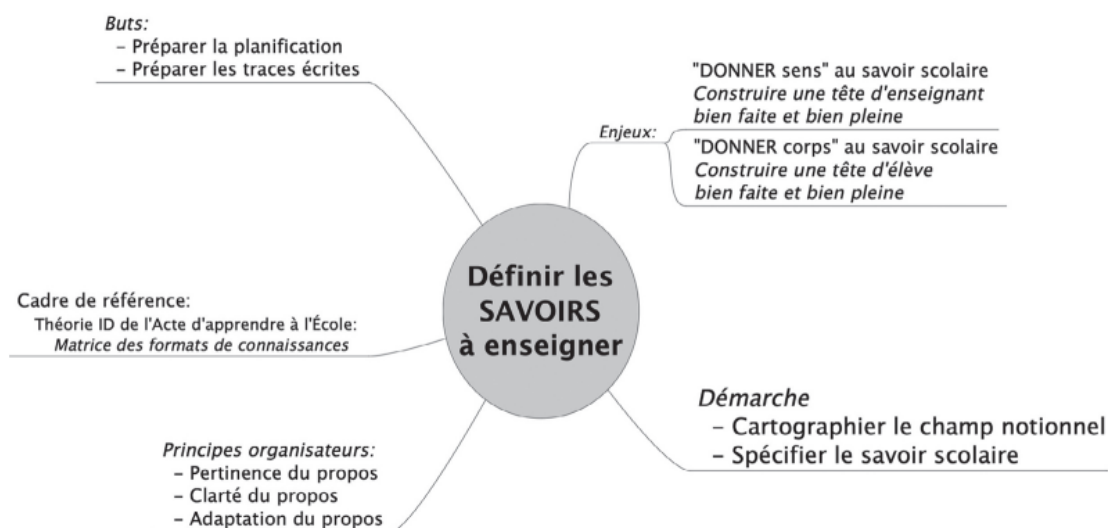 Buts:
– Préparer la planification
– Préparer les traces écrites
"DONNER sens" au savoir scolaire
Construire une tête d'enseignant
bien faite et bien pleine
Enjeux:
"DONNER corps" au savoir scolaire
Construire une tête d'élève
bien faite et bien pleine
Définir les
SAVOIRS
à enseigner
Cadre de référence:
Théorie ID de l'Acte d'apprendre à l'École:
Matrice des formats de connaissances
Démarche
– Cartographier le champ notionnel
– Spécifier le savoir scolaire
Principes organisateurs:
– Pertinence du propos
– Clarté du propos
– Adaptation du propos